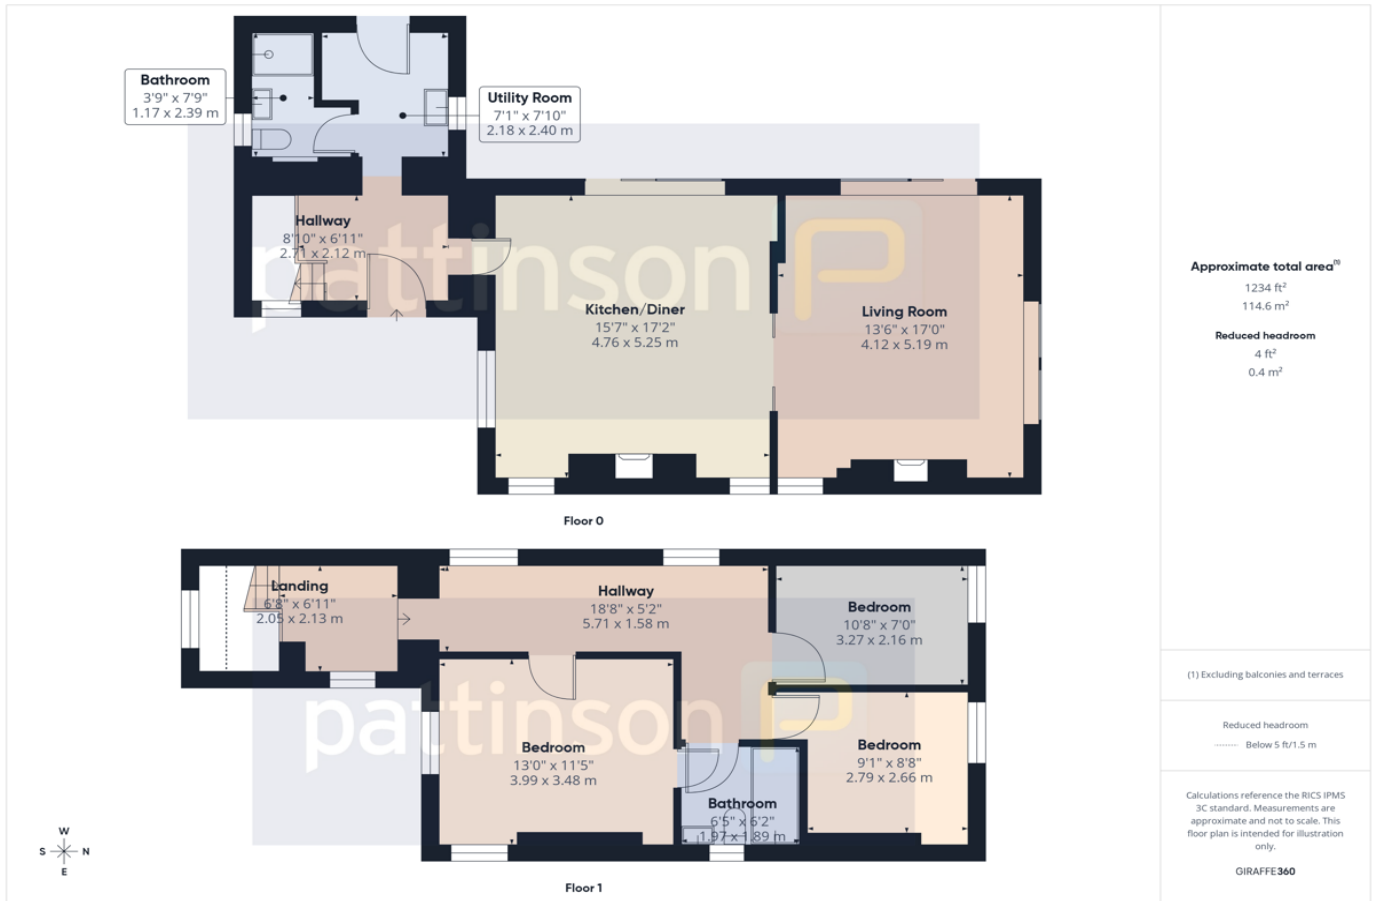 Bathroom
3'9" x 7'9"
1.17 x 2.39 m
Utility Room
7'1" x 7'10"
2.18 x 2.40 m
Hallway
8'10" x 6'11"
2.71 x 2.12 m
pattinson
Kitchen/Diner
15'7" x 17'2"
4.76 x 5.25 m
Living Room
13'6" x 17'0"
4.12 x 5.19 m
Floor 0
Landing
6'8" x 6'11"
2.05 x 2.13 m
Hallway
18'8" x 5'2"
5.71 x 1.58 m
Bedroom
10'8" x 7'0"
3.27 x 2.16 m
pattinson
Bedroom
13'0" x 11'5"
3.99 x 3.48 m
Bedroom
9'1" x 8'8"
2.79 x 2.66 m
Bathroom
6'5" x 6'2"
1.97 x 1.89 m
Floor 1
W
S N
E
Approximate total area(1)
1234 ft²
114.6 m²
Reduced headroom
4 ft²
0.4 m²
(1) Excluding balconies and terraces
Reduced headroom
Below 5 ft/1.5 m
Calculations reference the RICS IPMS
3C standard. Measurements are
approximate and not to scale. This
floor plan is intended for illustration
only.
GIRAFFE360